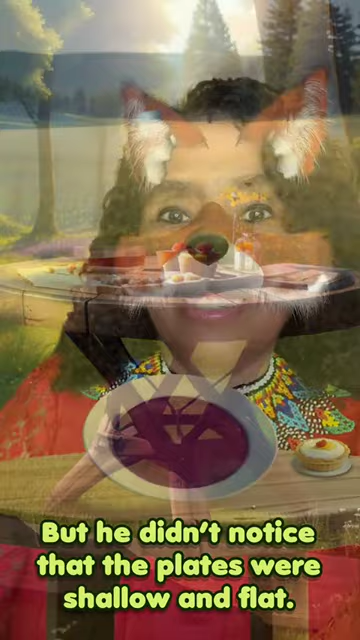 But he didn't notice
that the plates were
shallow and flat.